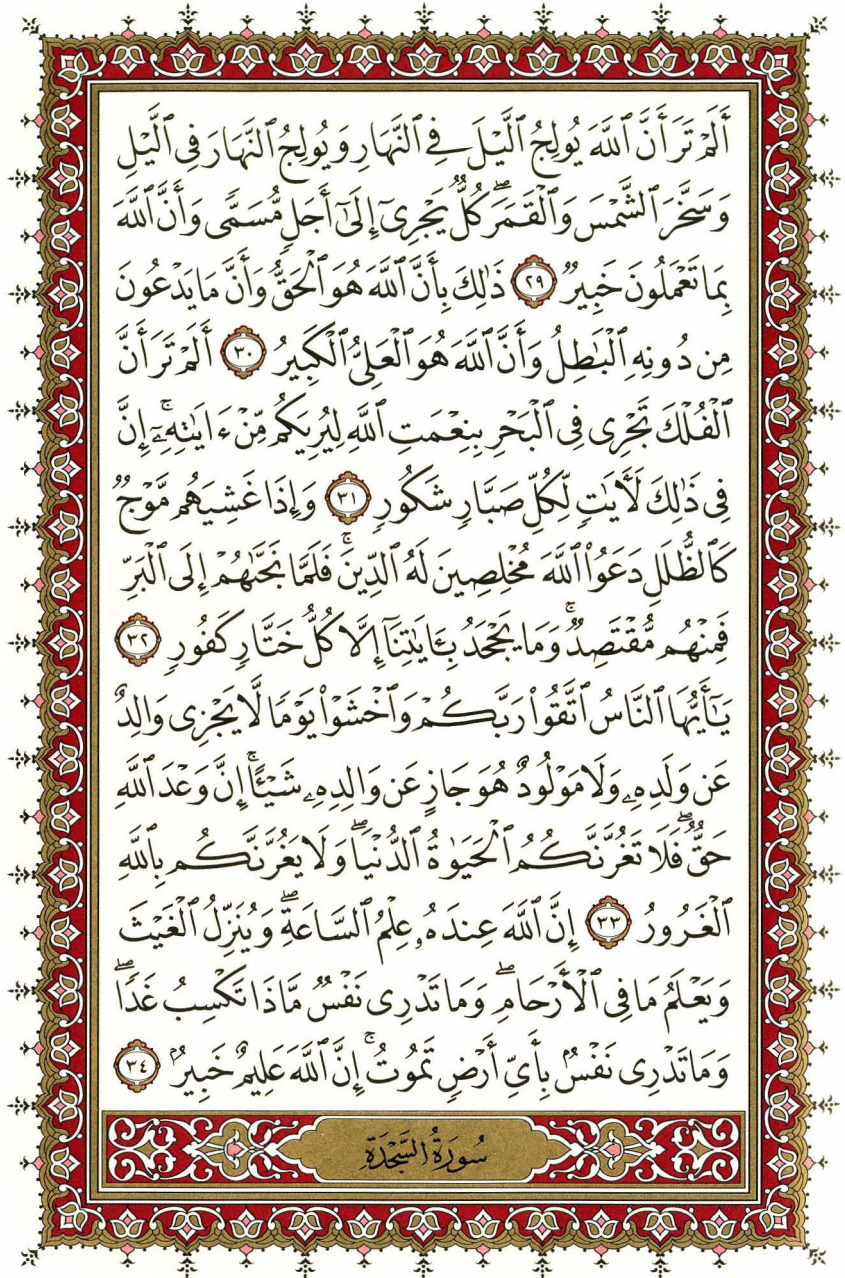 أَلَمْ تَرَ أَنَّ ٱللَّهَ يُولِجُ ٱلَّيْلَ فِى ٱلنَّهَارِ وَيُولِجُ ٱلنَّهَارَ فِى ٱلَّيْلِ
وَسَخَّرَ ٱلشَّمْسَ وَٱلْقَمَرَۖ كُلٌّ يَجْرِىٓ إِلَىٰٓ أَجَلٍ مُّسَمًّى وَأَنَّ ٱللَّهَ
بِمَا تَعْمَلُونَ خَبِيرٌ ٢٩ ذَٰلِكَ بِأَنَّ ٱللَّهَ هُوَ ٱلْحَقُّ وَأَنَّ مَا يَدْعُونَ
مِن دُونِهِ ٱلْبَٰطِلُ وَأَنَّ ٱللَّهَ هُوَ ٱلْعَلِىُّ ٱلْكَبِيرُ ٣٠ أَلَمْ تَرَ أَنَّ
ٱلْفُلْكَ تَجْرِى فِى ٱلْبَحْرِ بِنِعْمَتِ ٱللَّهِ لِيُرِيَكُم مِّنْ ءَايَٰتِهِۦٓۚ إِنَّ
فِى ذَٰلِكَ لَأَيَٰتٍ لِّكُلِّ صَبَّارٍ شَكُورٍ ٣١ وَإِذَا غَشِيَهُم مَّوْجٌ
كَٱلظُّلَلِ دَعَوُا۟ ٱللَّهَ مُخْلِصِينَ لَهُ ٱلدِّينَۚ فَلَمَّا نَجَّىٰهُمْ إِلَى ٱلْبَرِّ
فَمِنْهُم مُّقْتَصِدٌۚ وَمَا يَجْحَدُ بِـَٔايَٰتِنَآ إِلَّا كُلُّ خَتَّارٍ كَفُورٍ ٣٢
يَٰٓأَيُّهَا ٱلنَّاسُ ٱتَّقُوا۟ رَبَّكُمْ وَٱخْشَوْا۟ يَوْمًا لَّا يَجْزِى وَالِدٌ
عَن وَلَدِهِۦ وَلَا مَوْلُودٌ هُوَ جَازٍ عَن وَالِدِهِۦ شَيْـًٔاۚ إِنَّ وَعْدَ ٱللَّهِ
حَقٌّۖ فَلَا تَغُرَّنَّكُمُ ٱلْحَيَوٰةُ ٱلدُّنْيَاۖ وَلَا يَغُرَّنَّكُم بِٱللَّهِ
ٱلْغَرُورُ ٣٣ إِنَّ ٱللَّهَ عِندَهُۥ عِلْمُ ٱلسَّاعَةِۖ وَيُنَزِّلُ ٱلْغَيْثَ
وَيَعْلَمُ مَا فِى ٱلْأَرْحَامِۖ وَمَا تَدْرِى نَفْسٌ مَّاذَا تَكْسِبُ غَدًاۖ
وَمَا تَدْرِى نَفْسٌۢ بِأَىِّ أَرْضٍ تَمُوتُۚ إِنَّ ٱللَّهَ عَلِيمٌ خَبِيرٌۢ ٣٤
سُورَةُ السَّجْدَةِ